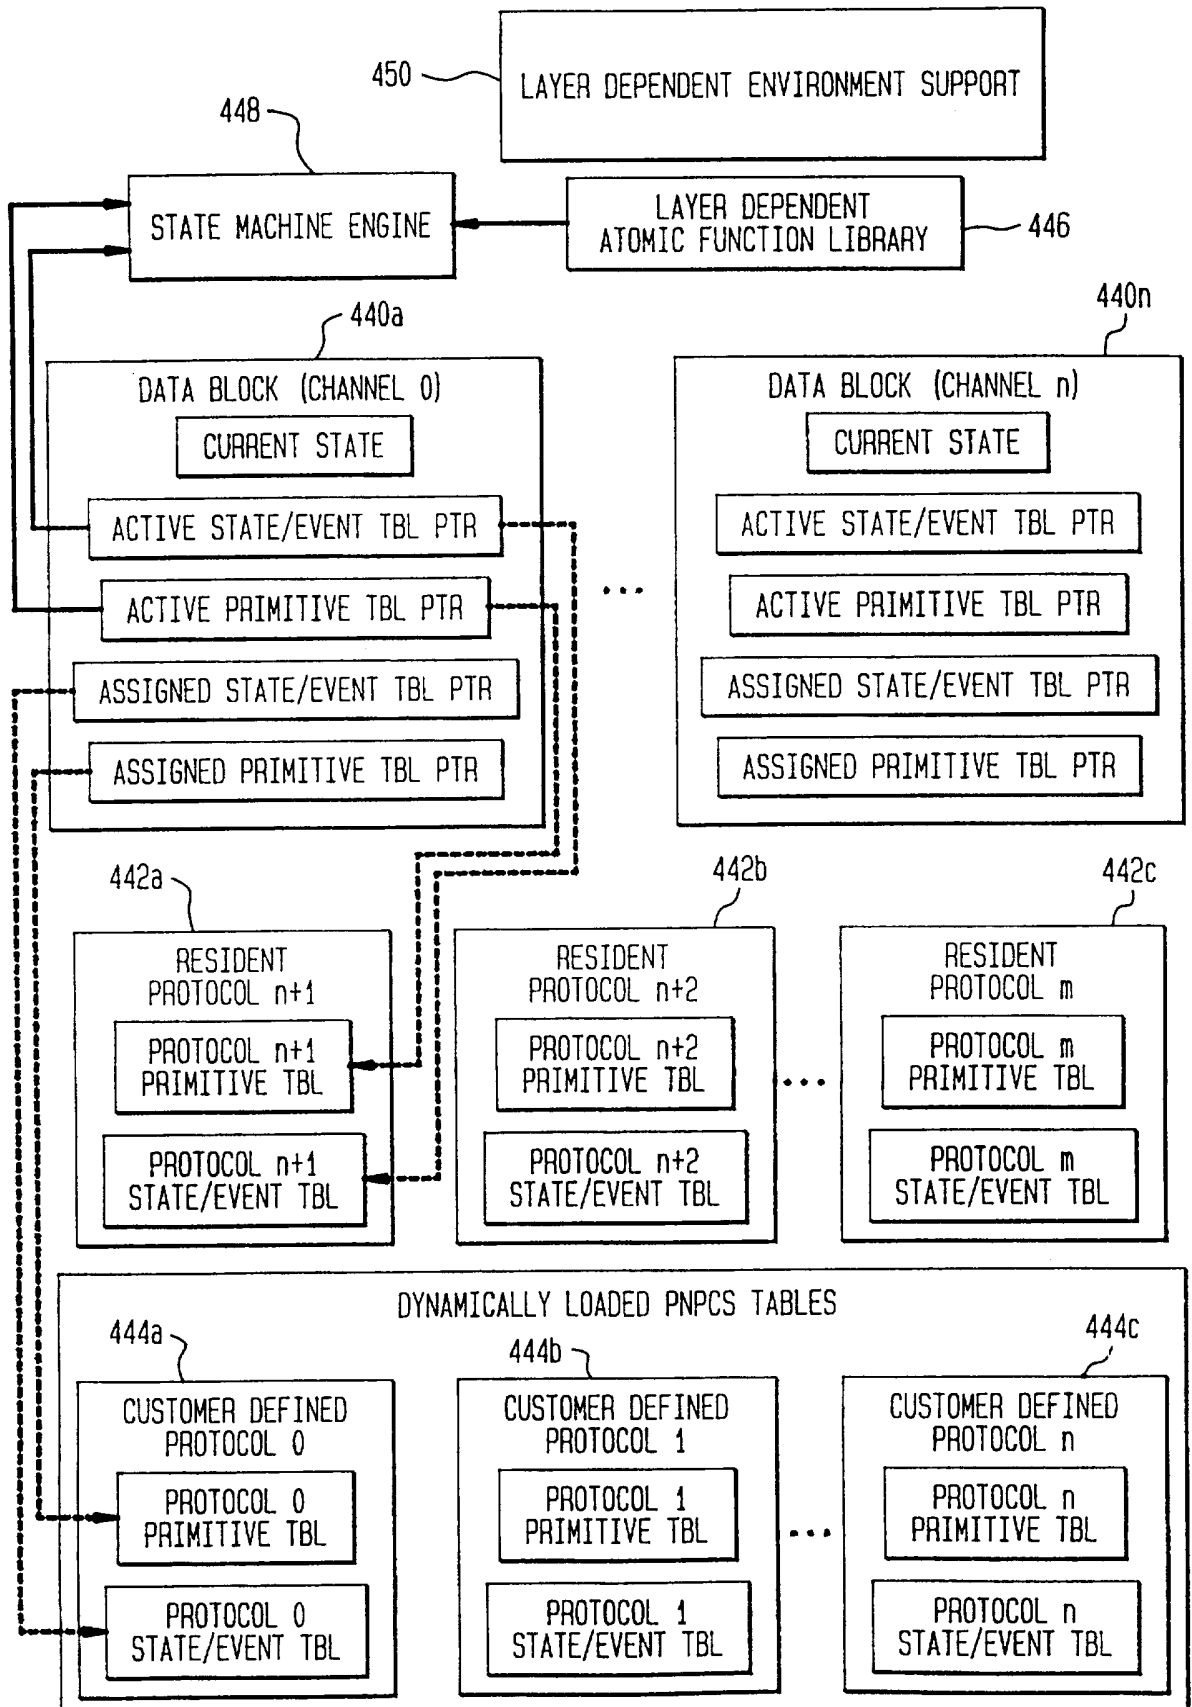 450
LAYER DEPENDENT ENVIRONMENT SUPPORT
448
STATE MACHINE ENGINE
LAYER DEPENDENT
ATOMIC FUNCTION LIBRARY
446
440a
DATA BLOCK (CHANNEL 0)
CURRENT STATE
ACTIVE STATE/EVENT TBL PTR
ACTIVE PRIMITIVE TBL PTR
ASSIGNED STATE/EVENT TBL PTR
ASSIGNED PRIMITIVE TBL PTR
...
440n
DATA BLOCK (CHANNEL n)
CURRENT STATE
ACTIVE STATE/EVENT TBL PTR
ACTIVE PRIMITIVE TBL PTR
ASSIGNED STATE/EVENT TBL PTR
ASSIGNED PRIMITIVE TBL PTR
442a
RESIDENT
PROTOCOL n+1
PROTOCOL n+1
PRIMITIVE TBL
PROTOCOL n+1
STATE/EVENT TBL
442b
RESIDENT
PROTOCOL n+2
PROTOCOL n+2
PRIMITIVE TBL
PROTOCOL n+2
STATE/EVENT TBL
...
442c
RESIDENT
PROTOCOL m
PROTOCOL m
PRIMITIVE TBL
PROTOCOL m
STATE/EVENT TBL
DYNAMICALLY LOADED PNPCS TABLES
444a
CUSTOMER DEFINED
PROTOCOL 0
PROTOCOL 0
PRIMITIVE TBL
PROTOCOL 0
STATE/EVENT TBL
444b
CUSTOMER DEFINED
PROTOCOL 1
PROTOCOL 1
PRIMITIVE TBL
PROTOCOL 1
STATE/EVENT TBL
...
444c
CUSTOMER DEFINED
PROTOCOL n
PROTOCOL n
PRIMITIVE TBL
PROTOCOL n
STATE/EVENT TBL